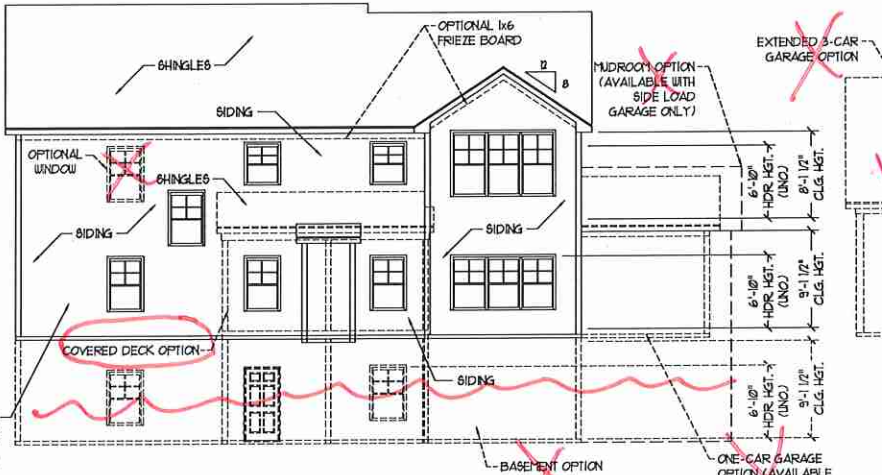 OPTIONAL 1x6
FRIEZE BOARD
SHINGLES
12
8
MUDROOM OPTION
(AVAILABLE WITH
SIDE LOAD
GARAGE ONLY)
EXTENDED 3-CAR
GARAGE OPTION
SIDING
OPTIONAL
WINDOW
SHINGLES
SIDING
SIDING
6'-10"
HDR HGT.
(UNO.)
8'-1 1/2"
CLG. HGT.
6'-10"
HDR HGT.
(UNO.)
9'-1 1/2"
CLG. HGT.
COVERED DECK OPTION
SIDING
6'-10"
HDR HGT.
(UNO.)
9'-1 1/2"
CLG. HGT.
BASEMENT OPTION
ONE-CAR GARAGE
OPTION (AVAILABLE